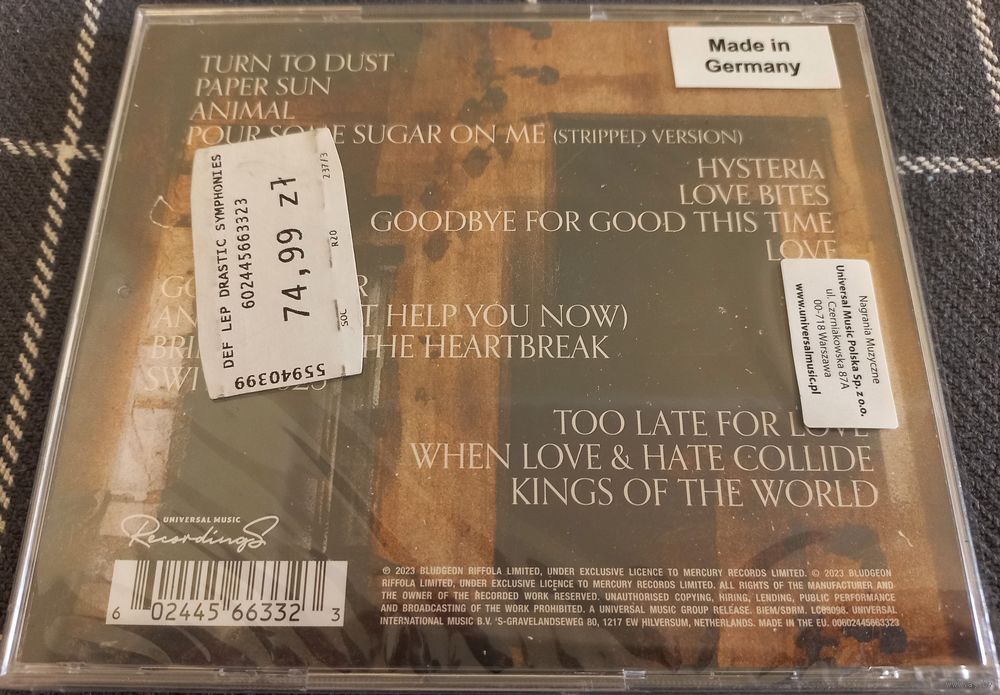 TURN TO DUST
PAPER SUN
ANIMAL
POUR SOME SUGAR ON ME (STRIPPED VERSION)
HYSTERIA
LOVE BITES
GOODBYE FOR GOOD THIS TIME
LOVE
HELP YOU NOW)
THE HEARTBREAK
TOO LATE FOR LOVE
WHEN LOVE & HATE COLLIDE
KINGS OF THE WORLD
Made in
Germany
DEF LEP DRASTIC SYMPHONIES
602445663323
74,99 zł
237/3
R20
SOC
55940399
Nagrania Muzyczne
Universal Music Polska Sp. z o.o.
ul. Czerniakowska 87A
00-718 Warszawa
www.universalmusic.pl
UNIVERSAL MUSIC
Recordings
6 02445 66332 3
℗ 2023 BLUDGEON RIFFOLA LIMITED, UNDER EXCLUSIVE LICENCE TO MERCURY RECORDS LIMITED. © 2023 BLUDGEON
RIFFOLA LIMITED, UNDER EXCLUSIVE LICENCE TO MERCURY RECORDS LIMITED. ALL RIGHTS OF THE MANUFACTURER AND
THE OWNER OF THE RECORDED WORK RESERVED. UNAUTHORISED COPYING, HIRING, LENDING, PUBLIC PERFORMANCE
AND BROADCASTING OF THE WORK PROHIBITED. A UNIVERSAL MUSIC GROUP RELEASE. BIEM/SDRM. LC08098. UNIVERSAL
INTERNATIONAL MUSIC B.V. 'S-GRAVELANDSEWEG 80, 1217 EW HILVERSUM, NETHERLANDS. MADE IN THE EU. 00602445663323